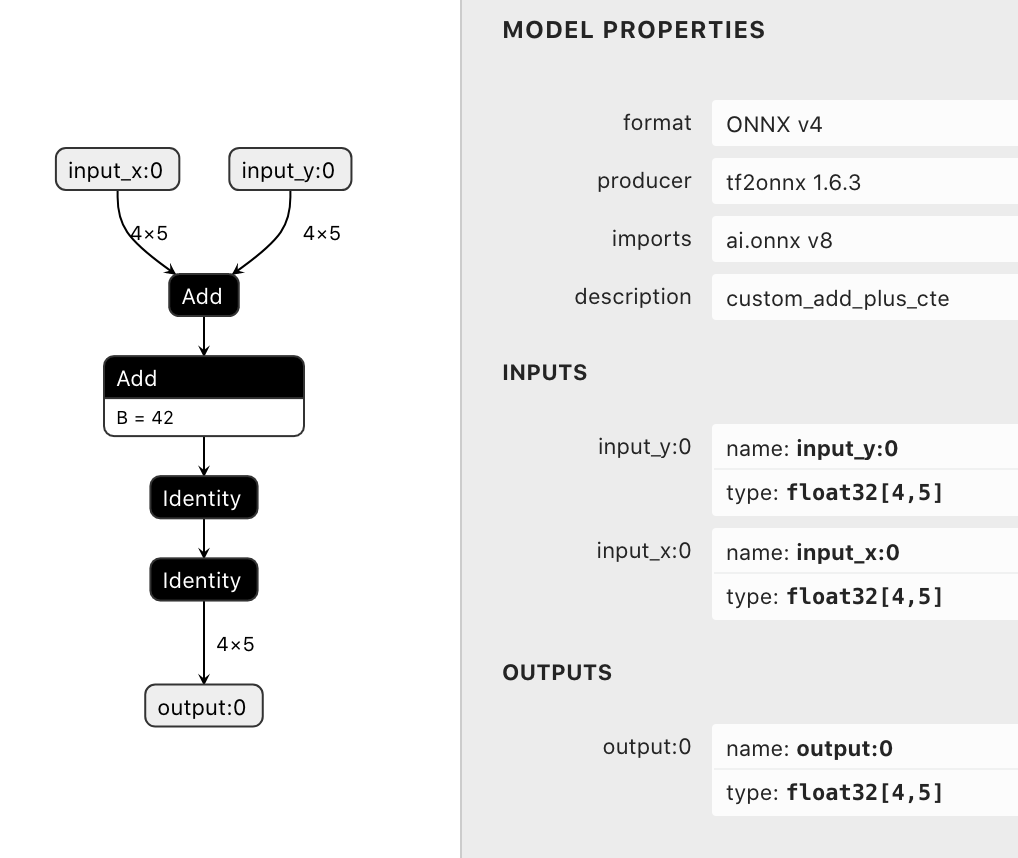 input_x:0
input_y:0
4×5
4×5
Add
Add
B = 42
Identity
Identity
4×5
output:0
MODEL PROPERTIES
format
ONNX v4
producer
tf2onnx 1.6.3
imports
ai.onnx v8
description
custom_add_plus_cte
INPUTS
input_y:0
name: input_y:0
type: float32[4,5]
input_x:0
name: input_x:0
type: float32[4,5]
OUTPUTS
output:0
name: output:0
type: float32[4,5]